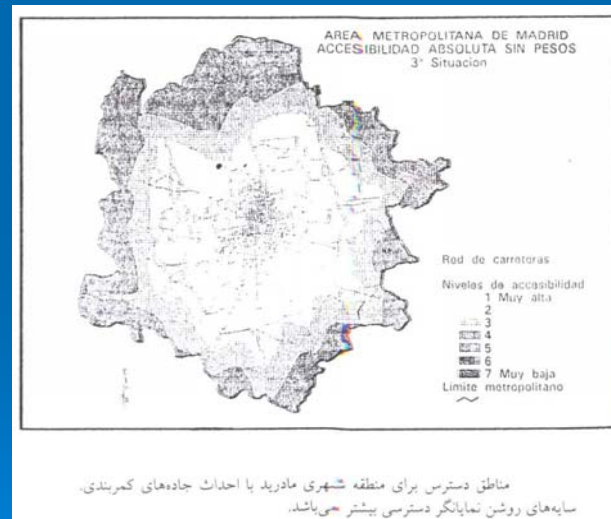 AREA METROPOLITANA DE MADRID
ACCESIBILIDAD ABSOLUTA SIN PESOS
3ª Situacion
Red de carreteras
Niveles de accesibilidad
1 Muy alta
2
3
4
5
6
7 Muy baja
Limite metropolitano
مناطق دسترس برای منطقه شهری مادرید با احداث جاده‌های کمربندی.
سایه‌های روشن نمایانگر دسترسی بیشتر می‌باشد.